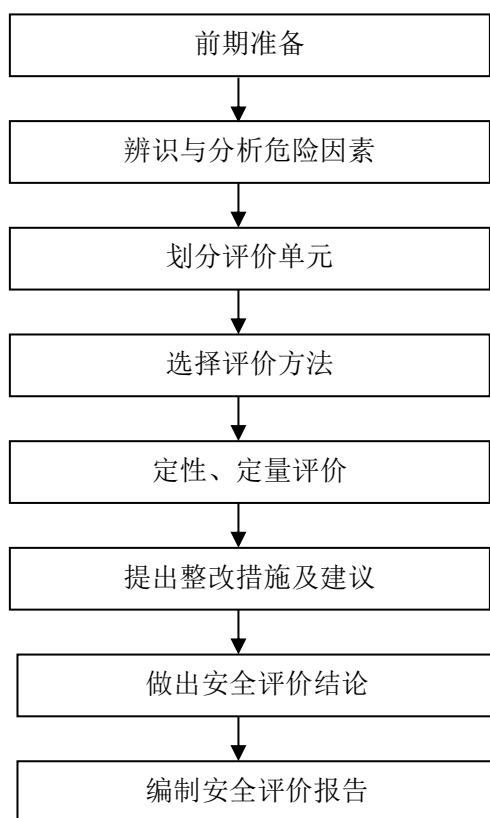 前期准备
辨识与分析危险因素
划分评价单元
选择评价方法
定性、定量评价
提出整改措施及建议
做出安全评价结论
编制安全评价报告